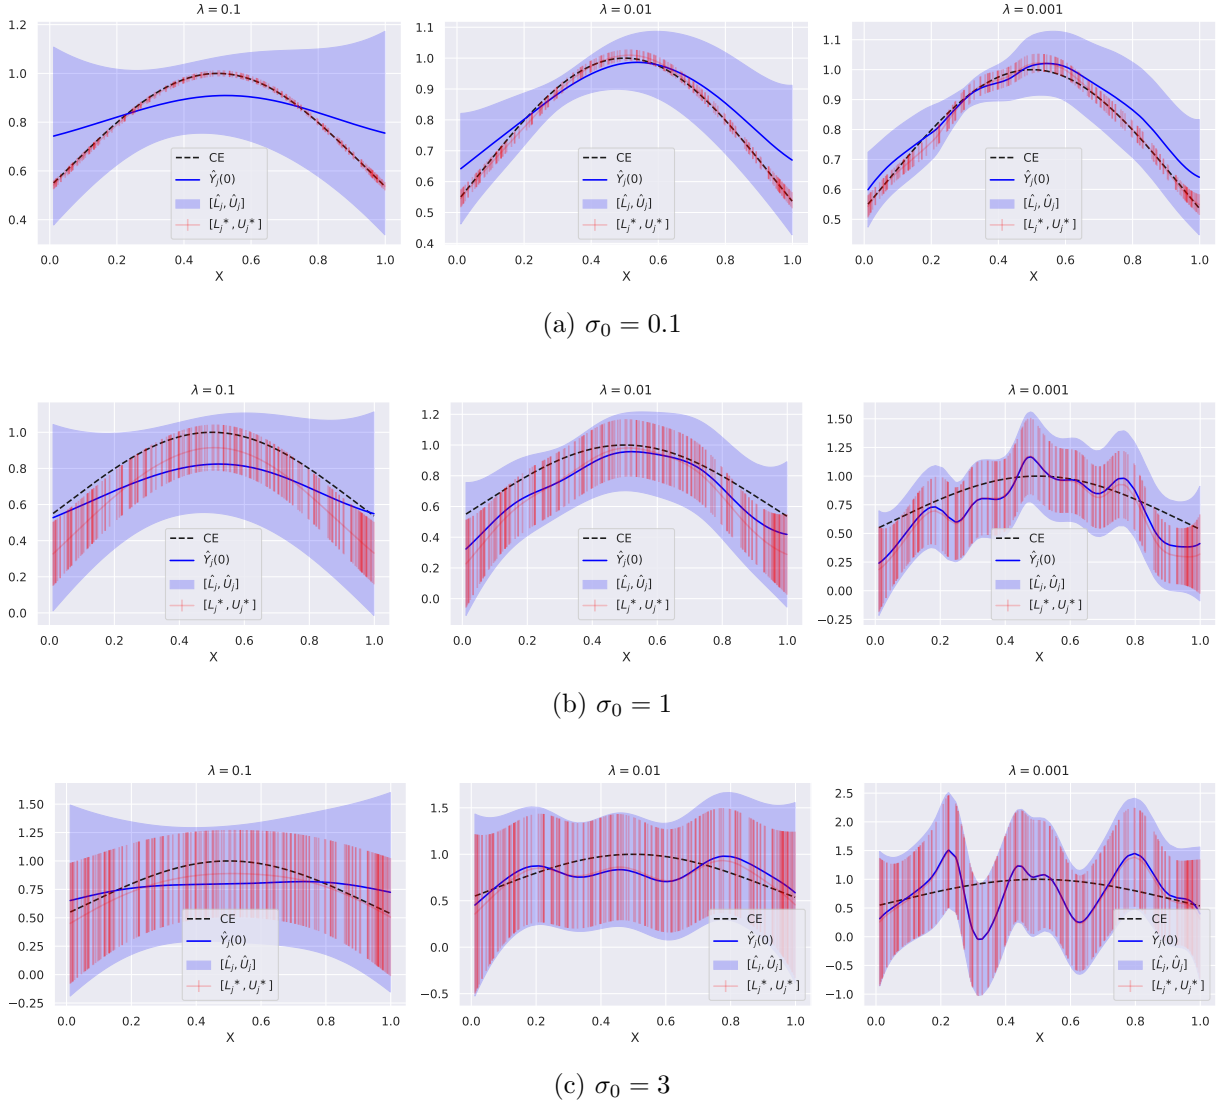 λ = 0.1
1.2
1.0
0.8
0.6
0.4
CE
Ŷj(0)
[L̂j, Ûj]
[Lj*, Uj*]
0.0 0.2 0.4 0.6 0.8 1.0
X
λ = 0.01
1.1
1.0
0.9
0.8
0.7
0.6
0.5
0.4
CE
Ŷj(0)
[L̂j, Ûj]
[Lj*, Uj*]
0.0 0.2 0.4 0.6 0.8 1.0
X
λ = 0.001
1.1
1.0
0.9
0.8
0.7
0.6
0.5
CE
Ŷj(0)
[L̂j, Ûj]
[Lj*, Uj*]
0.0 0.2 0.4 0.6 0.8 1.0
X
(a) σ₀ = 0.1
λ = 0.1
1.0
0.8
0.6
0.4
0.2
0.0
CE
Ŷj(0)
[L̂j, Ûj]
[Lj*, Uj*]
0.0 0.2 0.4 0.6 0.8 1.0
X
λ = 0.01
1.2
1.0
0.8
0.6
0.4
0.2
0.0
CE
Ŷj(0)
[L̂j, Ûj]
[Lj*, Uj*]
0.0 0.2 0.4 0.6 0.8 1.0
X
λ = 0.001
1.50
1.25
1.00
0.75
0.50
0.25
0.00
−0.25
CE
Ŷj(0)
[L̂j, Ûj]
[Lj*, Uj*]
0.0 0.2 0.4 0.6 0.8 1.0
X
(b) σ₀ = 1
λ = 0.1
1.50
1.25
1.00
0.75
0.50
0.25
0.00
−0.25
CE
Ŷj(0)
[L̂j, Ûj]
[Lj*, Uj*]
0.0 0.2 0.4 0.6 0.8 1.0
X
λ = 0.01
1.5
1.0
0.5
0.0
−0.5
CE
Ŷj(0)
[L̂j, Ûj]
[Lj*, Uj*]
0.0 0.2 0.4 0.6 0.8 1.0
X
λ = 0.001
2.5
2.0
1.5
1.0
0.5
0.0
−0.5
−1.0
CE
Ŷj(0)
[L̂j, Ûj]
[Lj*, Uj*]
0.0 0.2 0.4 0.6 0.8 1.0
X
(c) σ₀ = 3